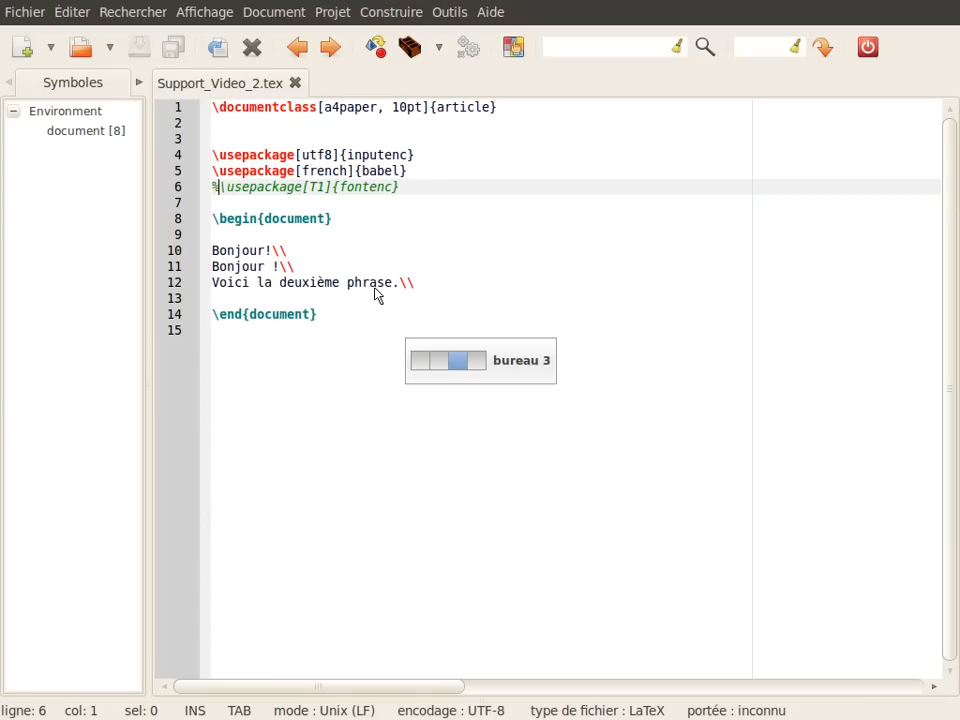 Fichier Éditer Rechercher Affichage Document Projet Construire Outils Aide
Symboles
Support_Video_2.tex
Environment
document [8]
1 \documentclass[a4paper, 10pt]{article}
2
3
4 \usepackage[utf8]{inputenc}
5 \usepackage[french]{babel}
6 %\usepackage[T1]{fontenc}
7
8 \begin{document}
9
10 Bonjour!\\
11 Bonjour !\\
12 Voici la deuxième phrase.\\
13
14 \end{document}
15
bureau 3
ligne: 6 col: 1 sel: 0 INS TAB mode : Unix (LF) encodage : UTF-8 type de fichier : LaTeX portée : inconnu